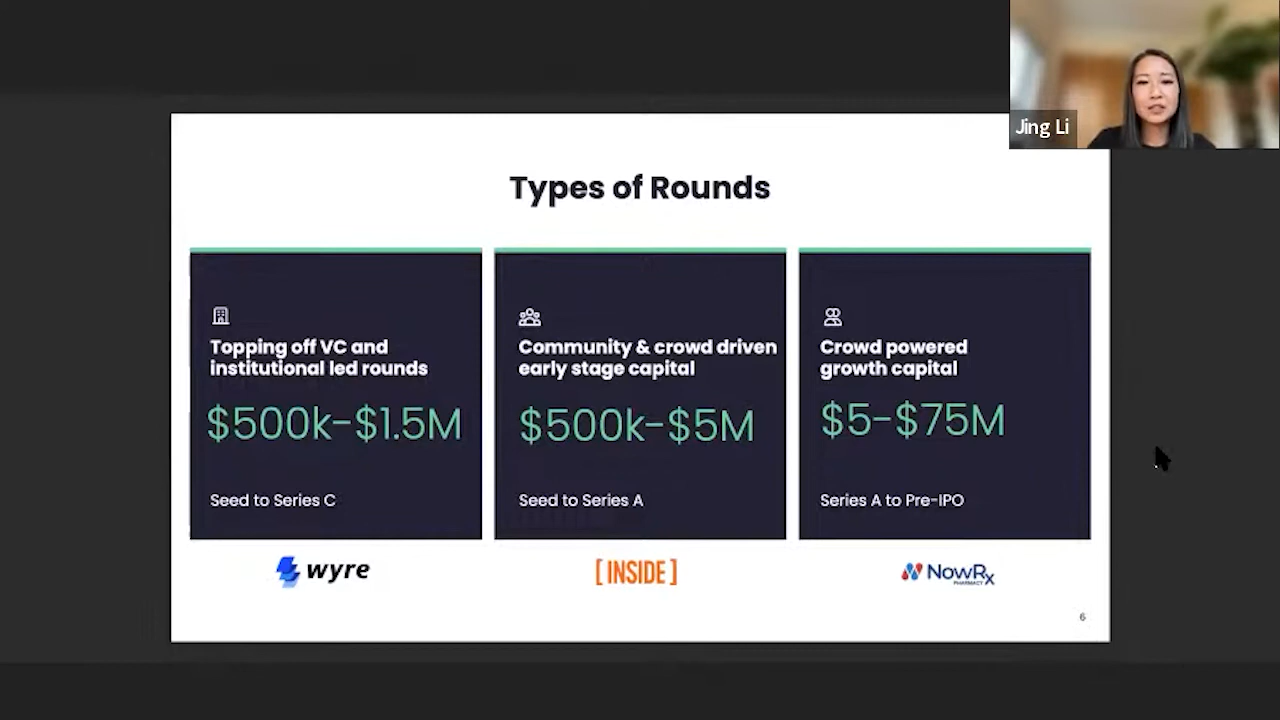 Jing Li
Types of Rounds
Topping off VC and
institutional led rounds
$500k-$1.5M
Seed to Series C
wyre
Community & crowd driven
early stage capital
$500k-$5M
Seed to Series A
[INSIDE]
Crowd powered
growth capital
$5-$75M
Series A to Pre-IPO
NowRx
PHARMACY
6